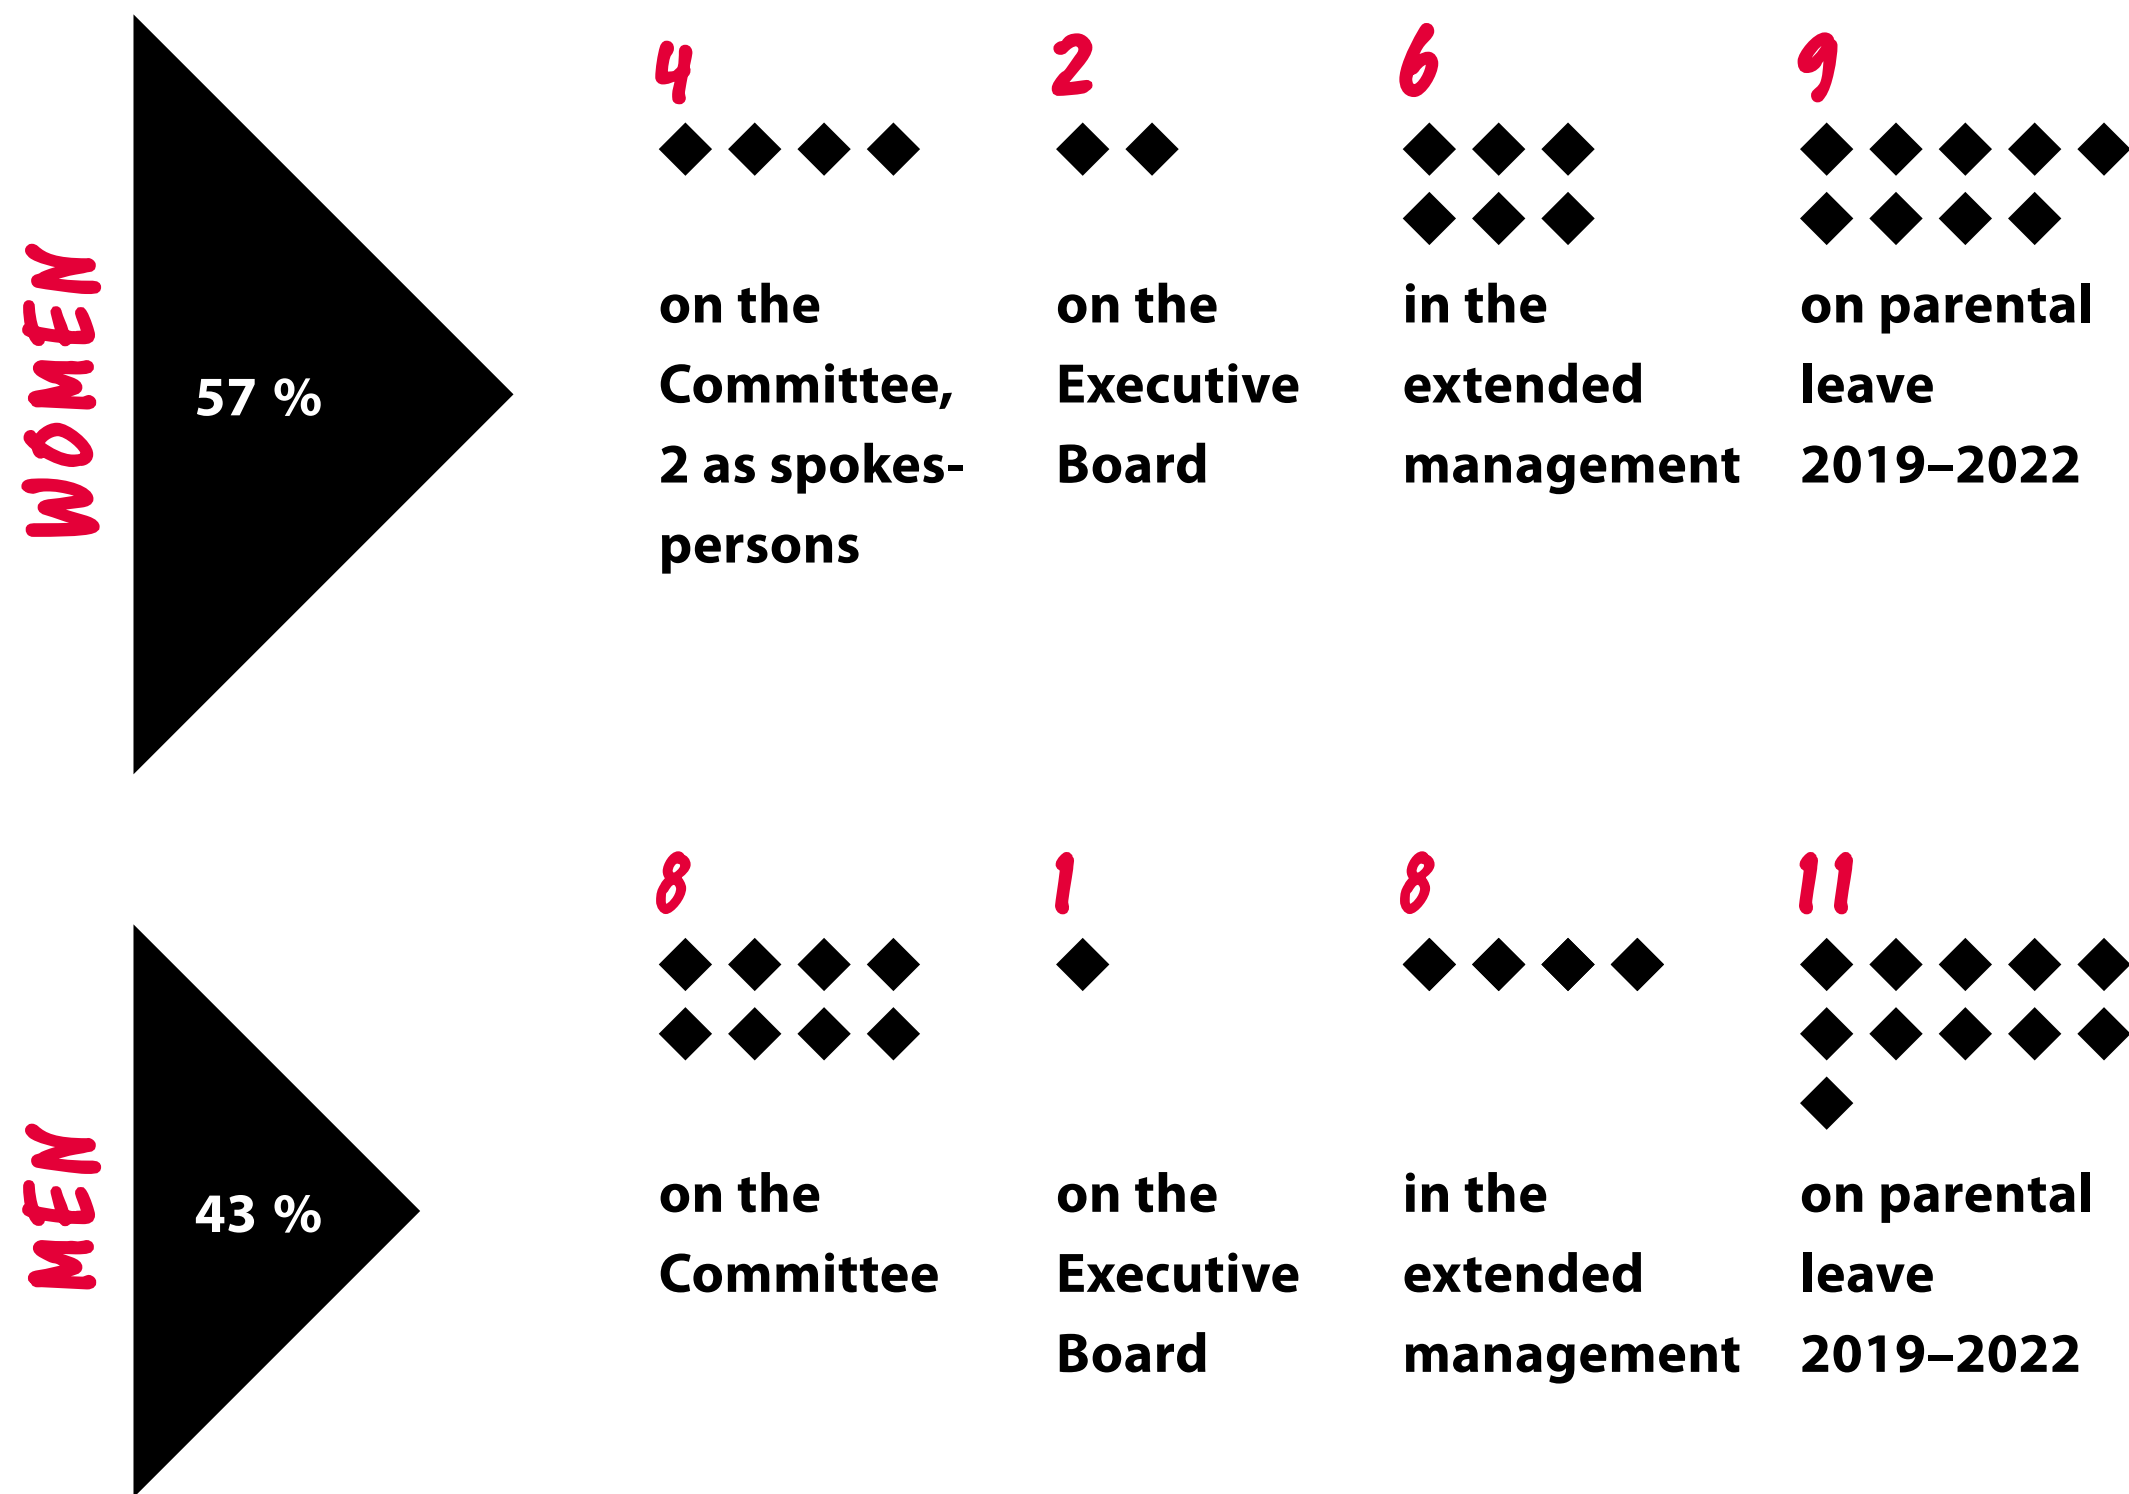 WOMEN
57 %
4
on the
Committee,
2 as spokes-
persons
2
on the
Executive
Board
6
in the
extended
management
9
on parental
leave
2019–2022
MEN
43 %
8
on the
Committee
1
on the
Executive
Board
8
in the
extended
management
11
on parental
leave
2019–2022